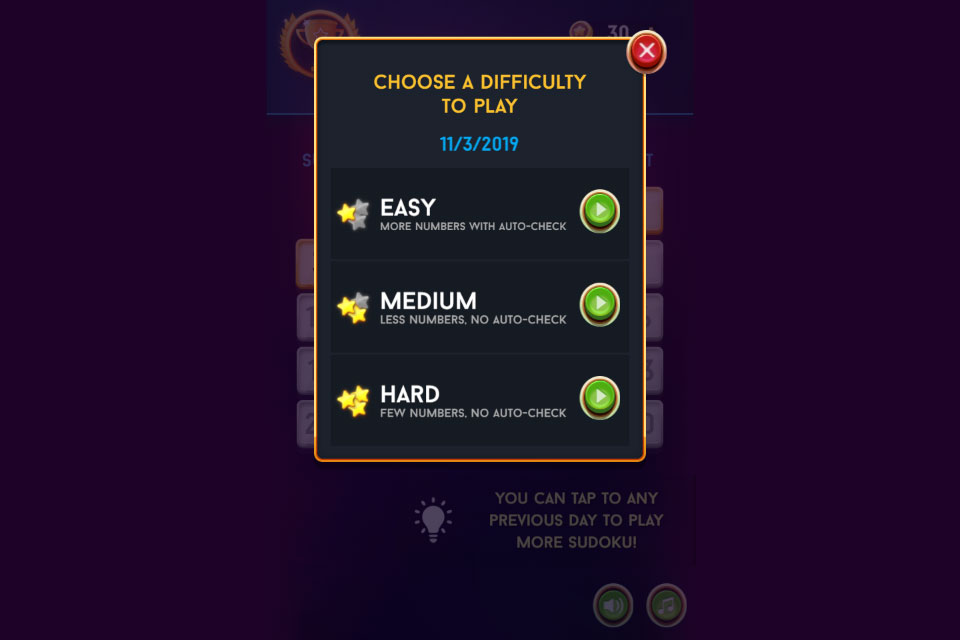 30
CHOOSE A DIFFICULTY
TO PLAY
11/3/2019
EASY
MORE NUMBERS WITH AUTO-CHECK
MEDIUM
LESS NUMBERS, NO AUTO-CHECK
HARD
FEW NUMBERS, NO AUTO-CHECK
YOU CAN TAP TO ANY
PREVIOUS DAY TO PLAY
MORE SUDOKU!